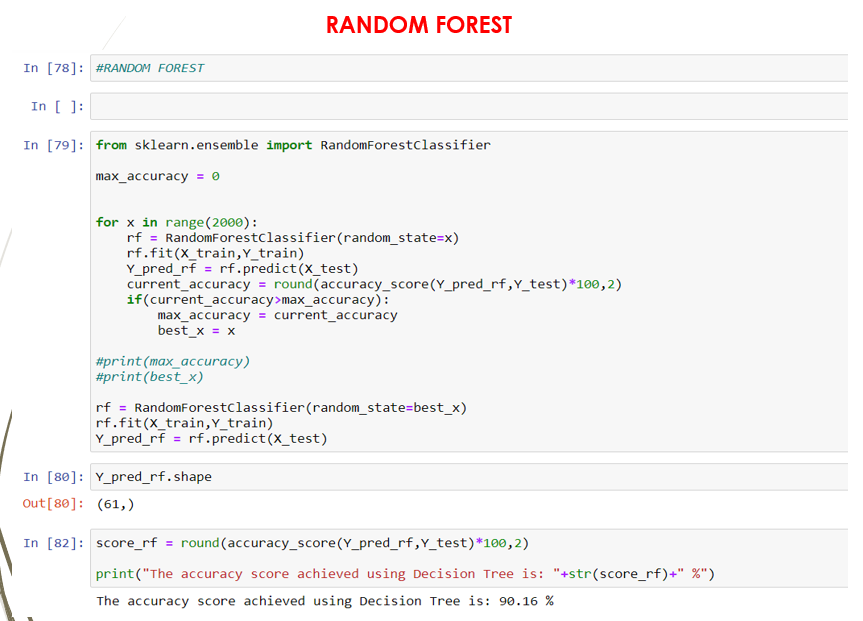 RANDOM FOREST
In [78]: #RANDOM FOREST
In [ ]:
In [79]: from sklearn.ensemble import RandomForestClassifier
max_accuracy = 0
for x in range(2000):
    rf = RandomForestClassifier(random_state=x)
    rf.fit(X_train,Y_train)
    Y_pred_rf = rf.predict(X_test)
    current_accuracy = round(accuracy_score(Y_pred_rf,Y_test)*100,2)
    if(current_accuracy>max_accuracy):
        max_accuracy = current_accuracy
        best_x = x
#print(max_accuracy)
#print(best_x)
rf = RandomForestClassifier(random_state=best_x)
rf.fit(X_train,Y_train)
Y_pred_rf = rf.predict(X_test)
In [80]: Y_pred_rf.shape
Out[80]: (61,)
In [82]: score_rf = round(accuracy_score(Y_pred_rf,Y_test)*100,2)
print("The accuracy score achieved using Decision Tree is: "+str(score_rf)+" %")
The accuracy score achieved using Decision Tree is: 90.16 %